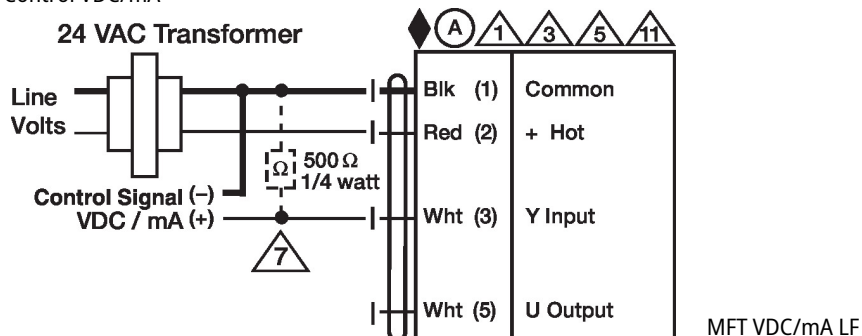 Control VDC/mA
24 VAC Transformer
A 1 3 5 11
Line
Volts
Blk (1) Common
Red (2) + Hot
Ω 500 Ω
1/4 watt
Control Signal (–)
VDC / mA (+)
Wht (3) Y Input
7
Wht (5) U Output
MFT VDC/mA LF